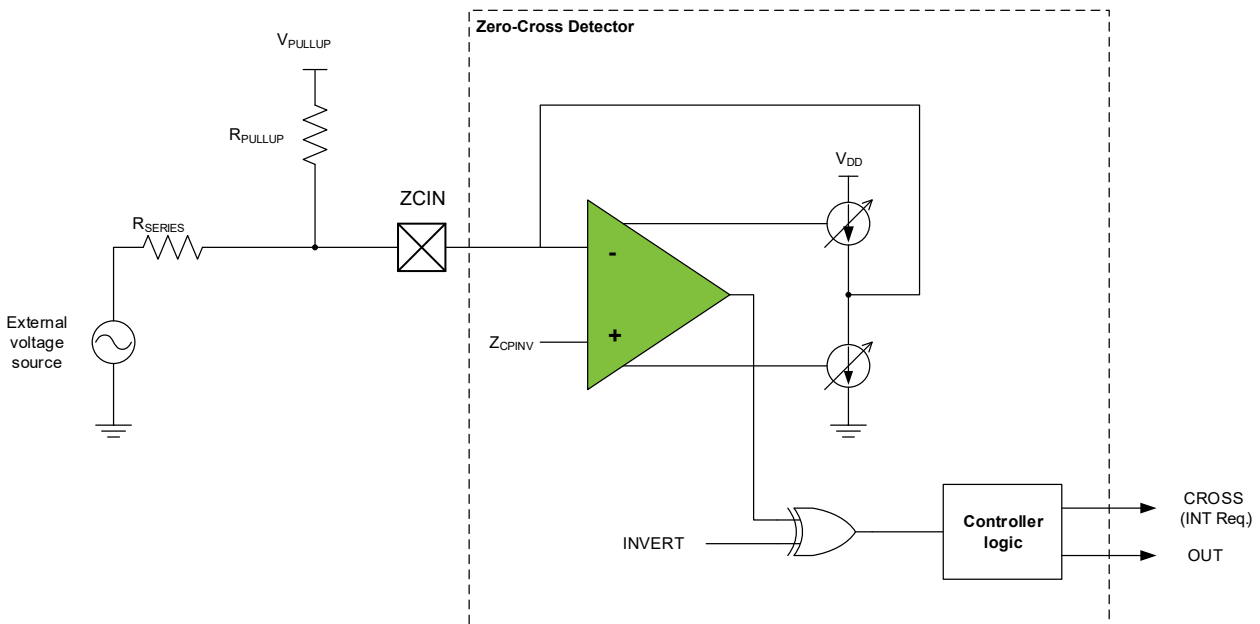 Zero-Cross Detector
VPULLUP
RPULLUP
VDD
ZCIN
RSERIES
-
+
External
voltage
source
ZCPINV
CROSS
(INT Req.)
Controller
logic
INVERT
OUT